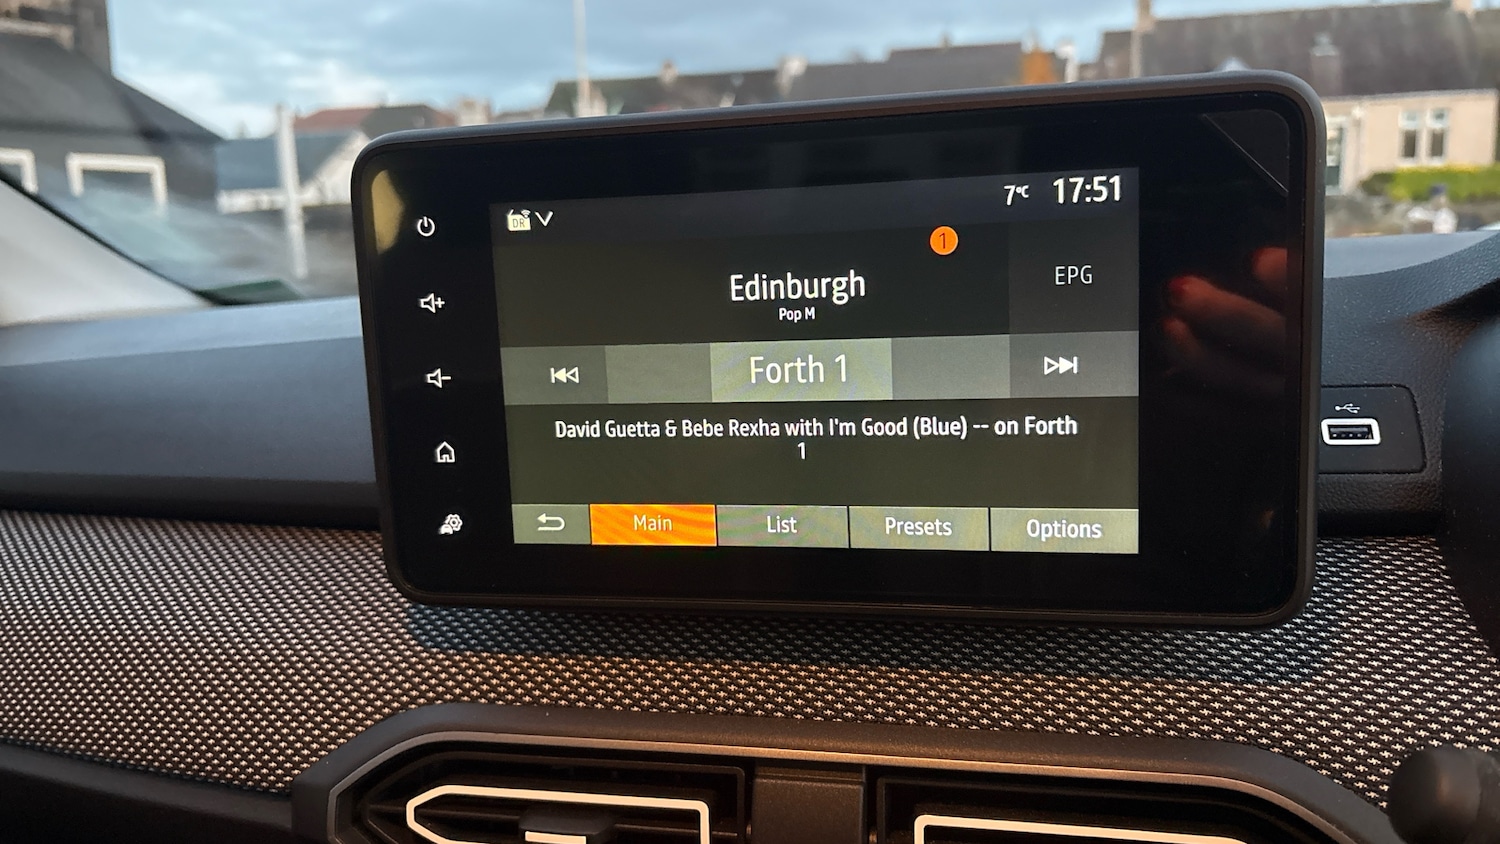 DR
7°C 17:51
1
Edinburgh
EPG
Pop M
Forth 1
David Guetta & Bebe Rexha with I'm Good (Blue) -- on Forth
1
Main List Presets Options